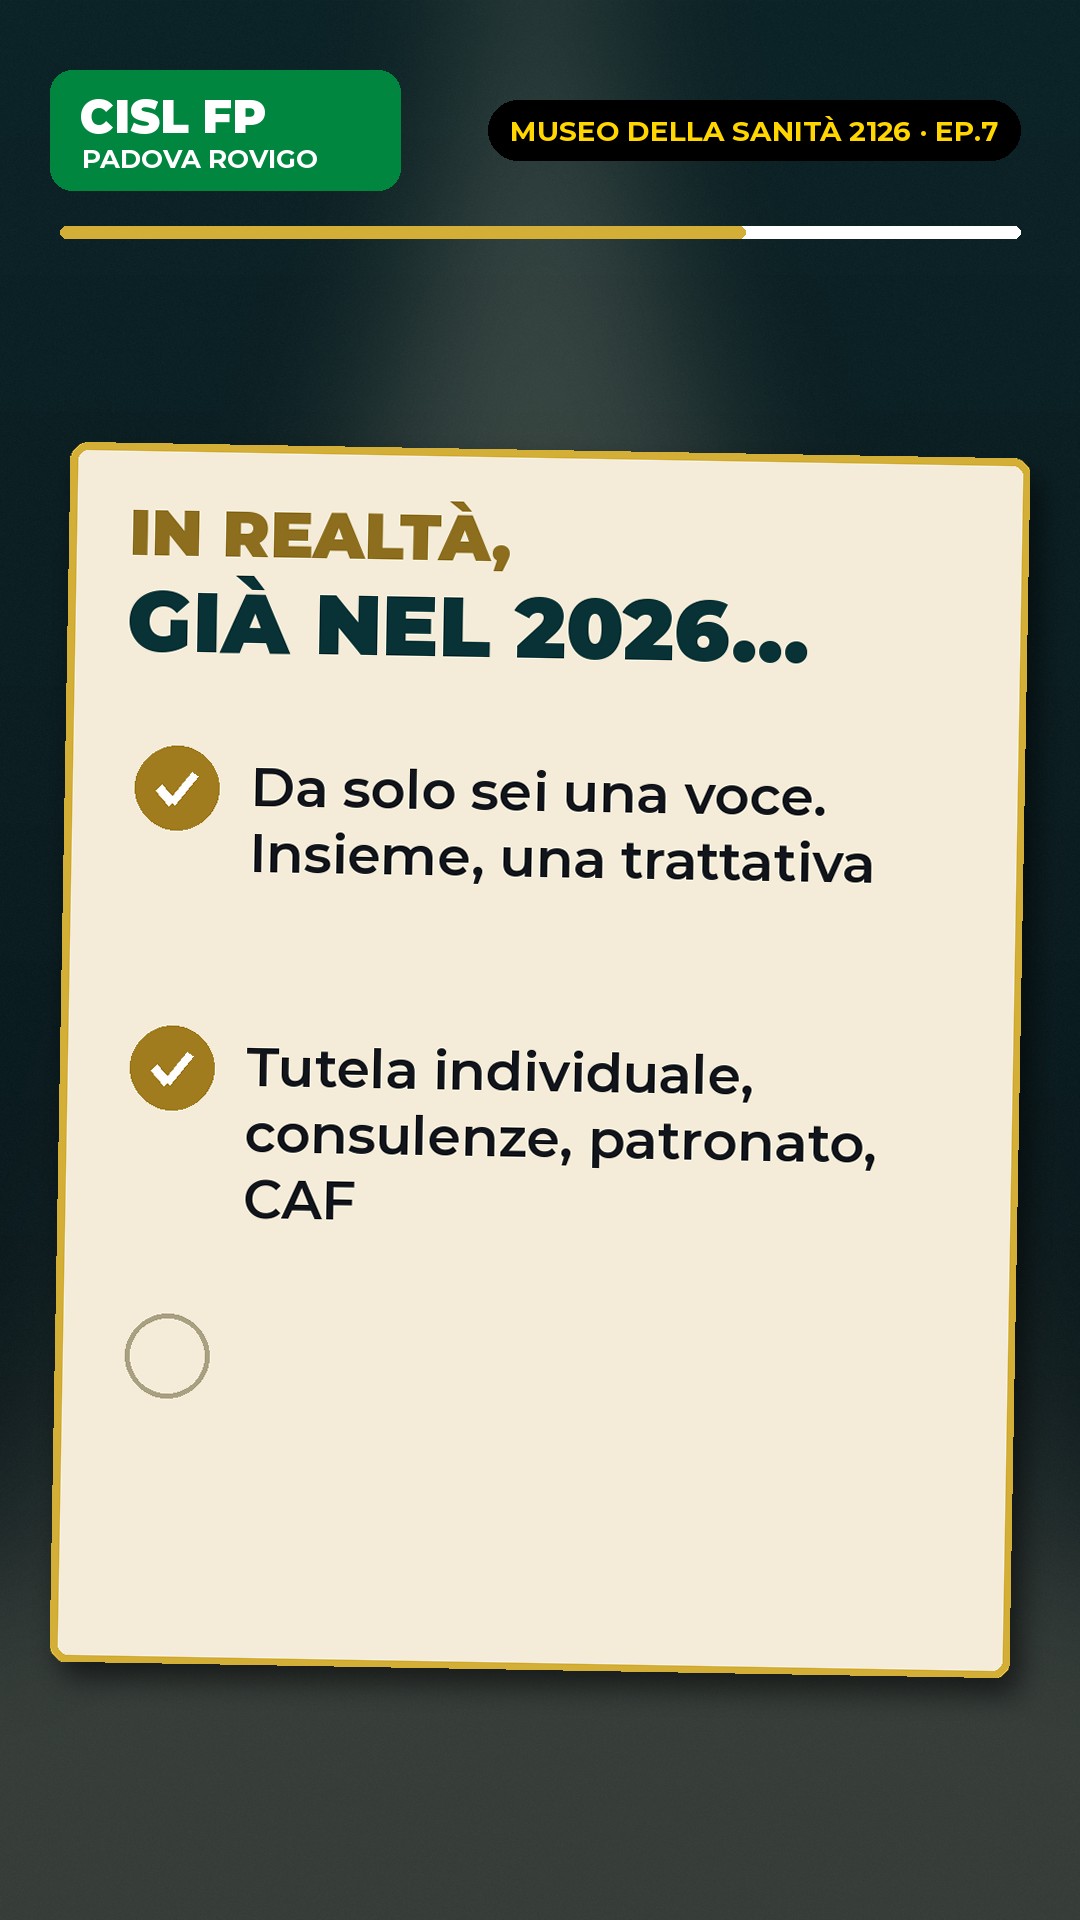 CISL FP
PADOVA ROVIGO
MUSEO DELLA SANITÀ 2126 · EP.7
IN REALTÀ,
GIÀ NEL 2026...
Da solo sei una voce.
Insieme, una trattativa
Tutela individuale,
consulenze, patronato,
CAF